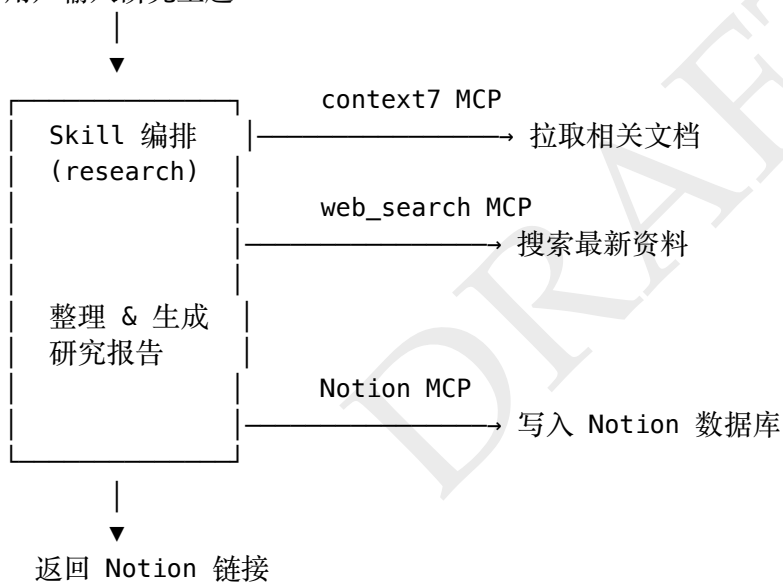 context7 MCP
Skill 编排
拉取相关文档
(research)
web_search MCP
搜索最新资料
整理 & 生成
研究报告
Notion MCP
写入 Notion 数据库
返回 Notion 链接
DRAFT